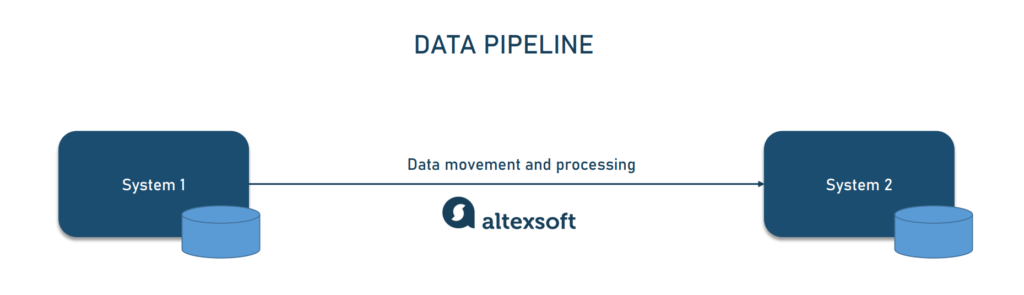 DATA PIPELINE
Data movement and processing
System 1
System 2
altexsoft